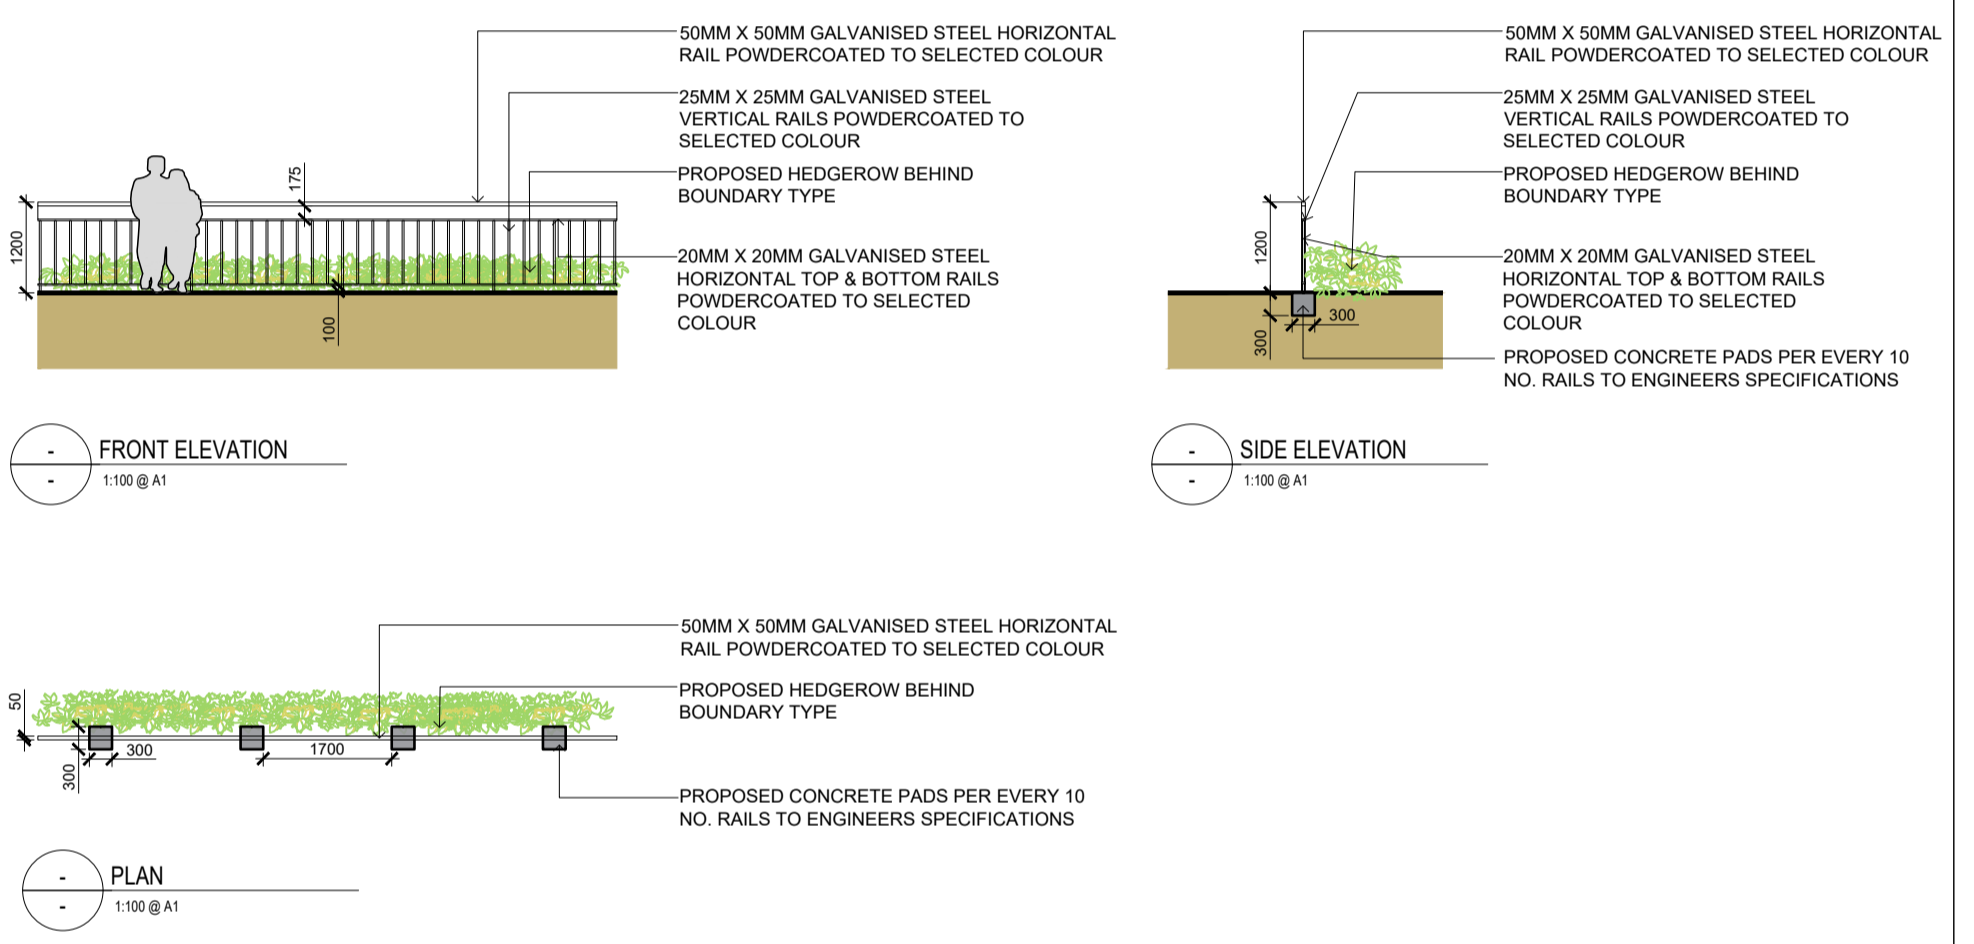 50MM X 50MM GALVANISED STEEL HORIZONTAL
RAIL POWDERCOATED TO SELECTED COLOUR
25MM X 25MM GALVANISED STEEL
VERTICAL RAILS POWDERCOATED TO
SELECTED COLOUR
PROPOSED HEDGEROW BEHIND
BOUNDARY TYPE
20MM X 20MM GALVANISED STEEL
HORIZONTAL TOP & BOTTOM RAILS
POWDERCOATED TO SELECTED
COLOUR
175
1200
100
-
-
FRONT ELEVATION
1:100 @ A1
50MM X 50MM GALVANISED STEEL HORIZONTAL
RAIL POWDERCOATED TO SELECTED COLOUR
25MM X 25MM GALVANISED STEEL
VERTICAL RAILS POWDERCOATED TO
SELECTED COLOUR
PROPOSED HEDGEROW BEHIND
BOUNDARY TYPE
20MM X 20MM GALVANISED STEEL
HORIZONTAL TOP & BOTTOM RAILS
POWDERCOATED TO SELECTED
COLOUR
PROPOSED CONCRETE PADS PER EVERY 10
NO. RAILS TO ENGINEERS SPECIFICATIONS
1200
300
300
-
-
SIDE ELEVATION
1:100 @ A1
50MM X 50MM GALVANISED STEEL HORIZONTAL
RAIL POWDERCOATED TO SELECTED COLOUR
PROPOSED HEDGEROW BEHIND
BOUNDARY TYPE
PROPOSED CONCRETE PADS PER EVERY 10
NO. RAILS TO ENGINEERS SPECIFICATIONS
50
300
300
1700
-
-
PLAN
1:100 @ A1